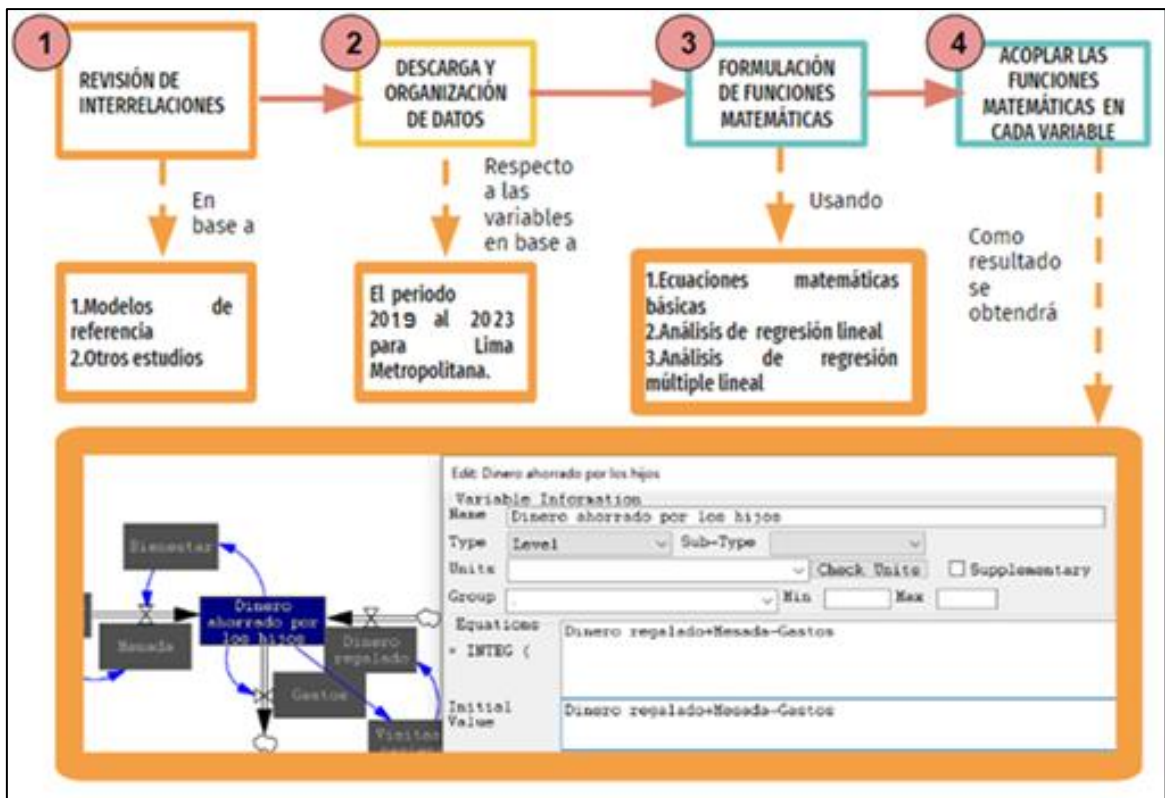 1
REVISIÓN DE
INTERRELACIONES
2
DESCARGA Y
ORGANIZACIÓN
DE DATOS
3
FORMULACIÓN
DE FUNCIONES
MATEMÁTICAS
4
ACOPLAR LAS
FUNCIONES
MATEMÁTICAS EN
CADA VARIABLE
En
base a
Respecto
a las
variables
en base a
Usando
Como
resultado
se
obtendrá
1.Modelos de
referencia
2.Otros estudios
El periodo
2019 al 2023
para Lima
Metropolitana.
1.Ecuaciones matemáticas
básicas
2.Análisis de regresión lineal
3.Análisis de regresión
múltiple lineal
Bienestar
Mesada
Dinero
ahorrado por
los hijos
Dinero
regalado
Gastos
Visitas
Edit: Dinero ahorrado por los hijos
Variable Information
Name Dinero ahorrado por los hijos
Type Level Sub-Type
Units Check Units Supplementary
Group Min Max
Equations Dinero regalado+Mesada-Gastos
= INTEG (
Initial Dinero regalado+Mesada-Gastos
Value